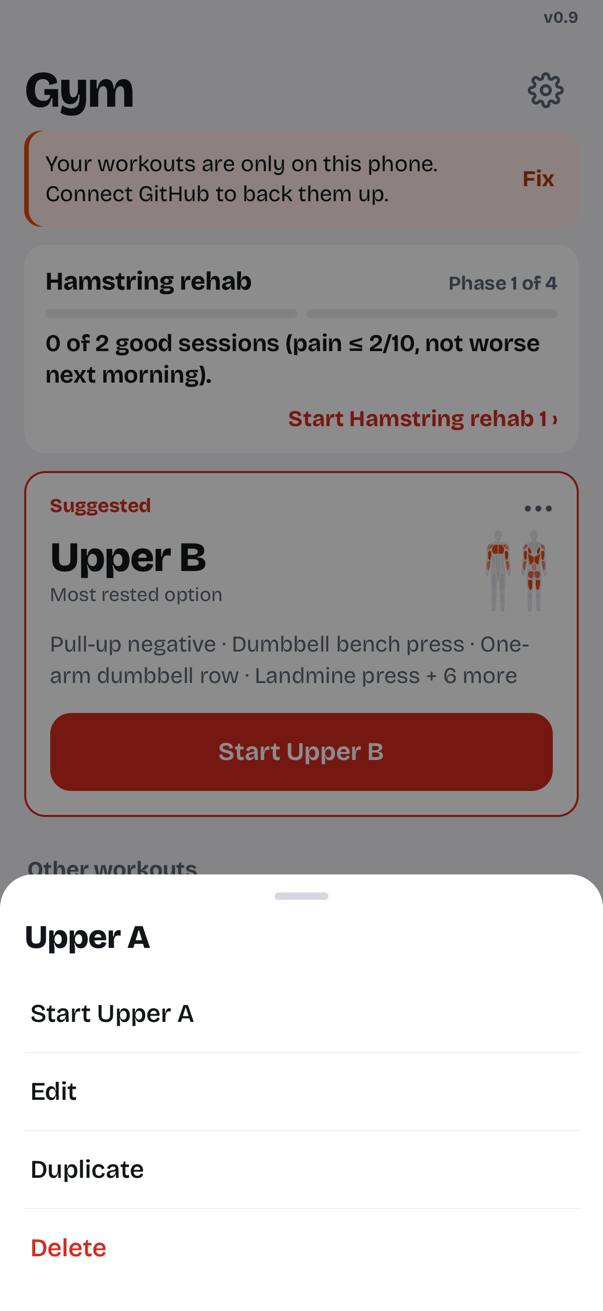 v0.9
Gym
Your workouts are only on this phone.
Connect GitHub to back them up.
Fix
Hamstring rehab
Phase 1 of 4
0 of 2 good sessions (pain ≤ 2/10, not worse
next morning).
Start Hamstring rehab 1 ›
Suggested
Upper B
Most rested option
Pull-up negative · Dumbbell bench press · One-
arm dumbbell row · Landmine press + 6 more
Start Upper B
Other workouts
Upper A
Start Upper A
Edit
Duplicate
Delete